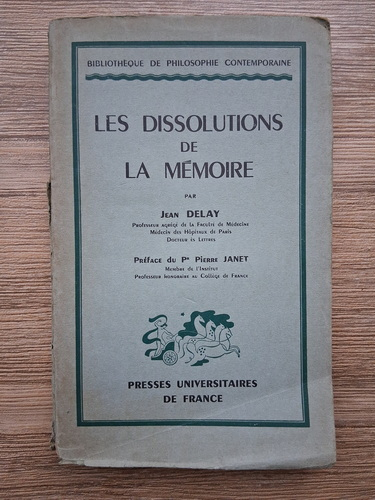 BIBLIOTHÈQUE DE PHILOSOPHIE CONTEMPORAINE
LES DISSOLUTIONS
DE
LA MÉMOIRE
PAR
Jean DELAY
Professeur agrégé de la Faculté de Médecine
Médecin des Hôpitaux de Paris
Docteur ès Lettres
Préface du Pr Pierre JANET
Membre de l'Institut
Professeur honoraire au Collège de France
PRESSES UNIVERSITAIRES
DE FRANCE